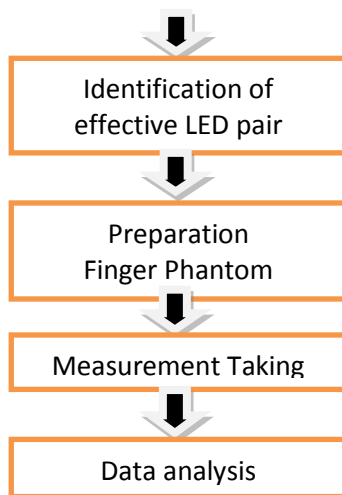 Identification of
effective LED pair
Preparation
Finger Phantom
Measurement Taking
Data analysis